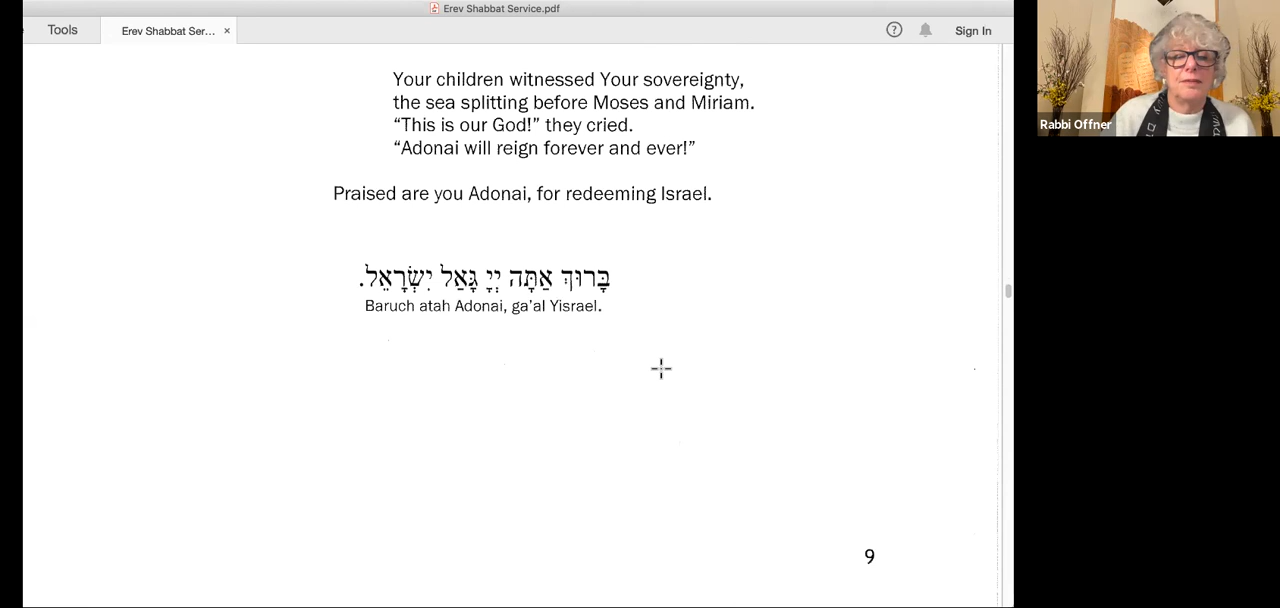 Erev Shabbat Service.pdf
Tools
Erev Shabbat Ser... ×
? Sign In
Your children witnessed Your sovereignty,
the sea splitting before Moses and Miriam.
“This is our God!” they cried.
“Adonai will reign forever and ever!”
Praised are you Adonai, for redeeming Israel.
בָּרוּךְ אַתָּה יְיָ גָּאַל יִשְׂרָאֵל.
Baruch atah Adonai, ga’al Yisrael.
9
Rabbi Offner